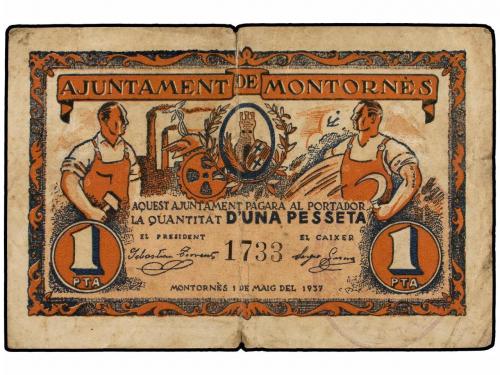 AJUNTAMENT DE MONTORNÈS
AQUEST AJUNTAMENT PAGARA AL PORTADOR
LA QUANTITAT D'UNA PESSETA
EL PRESIDENT
1733
EL CAIXER
1
PTA
1
PTA
MONTORNÈS 1 DE MAIG DEL 1937